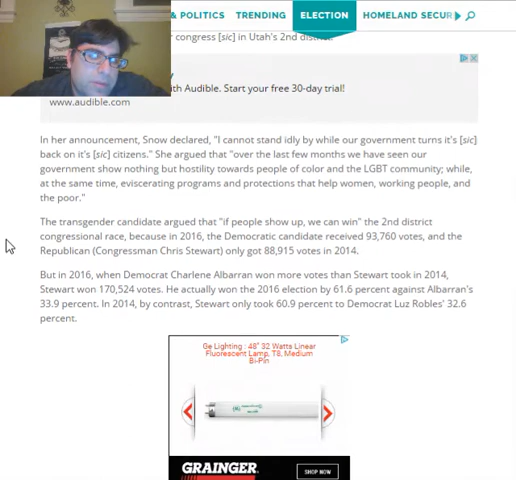 & POLITICS TRENDING ELECTION HOMELAND SECUR
congress [sic] in Utah's 2nd district.
with Audible. Start your free 30-day trial!
www.audible.com
In her announcement, Snow declared, "I cannot stand idly by while our government turns it's [sic]
back on it's [sic] citizens." She argued that "over the last few months we have seen our
government show nothing but hostility towards people of color and the LGBT community; while,
at the same time, eviscerating programs and protections that help women, working people, and
the poor."
The transgender candidate argued that "if people show up, we can win" the 2nd district
congressional race, because in 2016, the Democratic candidate received 93,760 votes, and the
Republican (Congressman Chris Stewart) only got 88,915 votes in 2014.
But in 2016, when Democrat Charlene Albarran won more votes than Stewart took in 2014,
Stewart won 170,524 votes. He actually won the 2016 election by 61.6 percent against Albarran's
33.9 percent. In 2014, by contrast, Stewart only took 60.9 percent to Democrat Luz Robles' 32.6
percent.
Ge Lighting : 48" 32 Watts Linear
Fluorescent Lamp, T8, Medium
Bi-Pin
GRAINGER
SHOP NOW